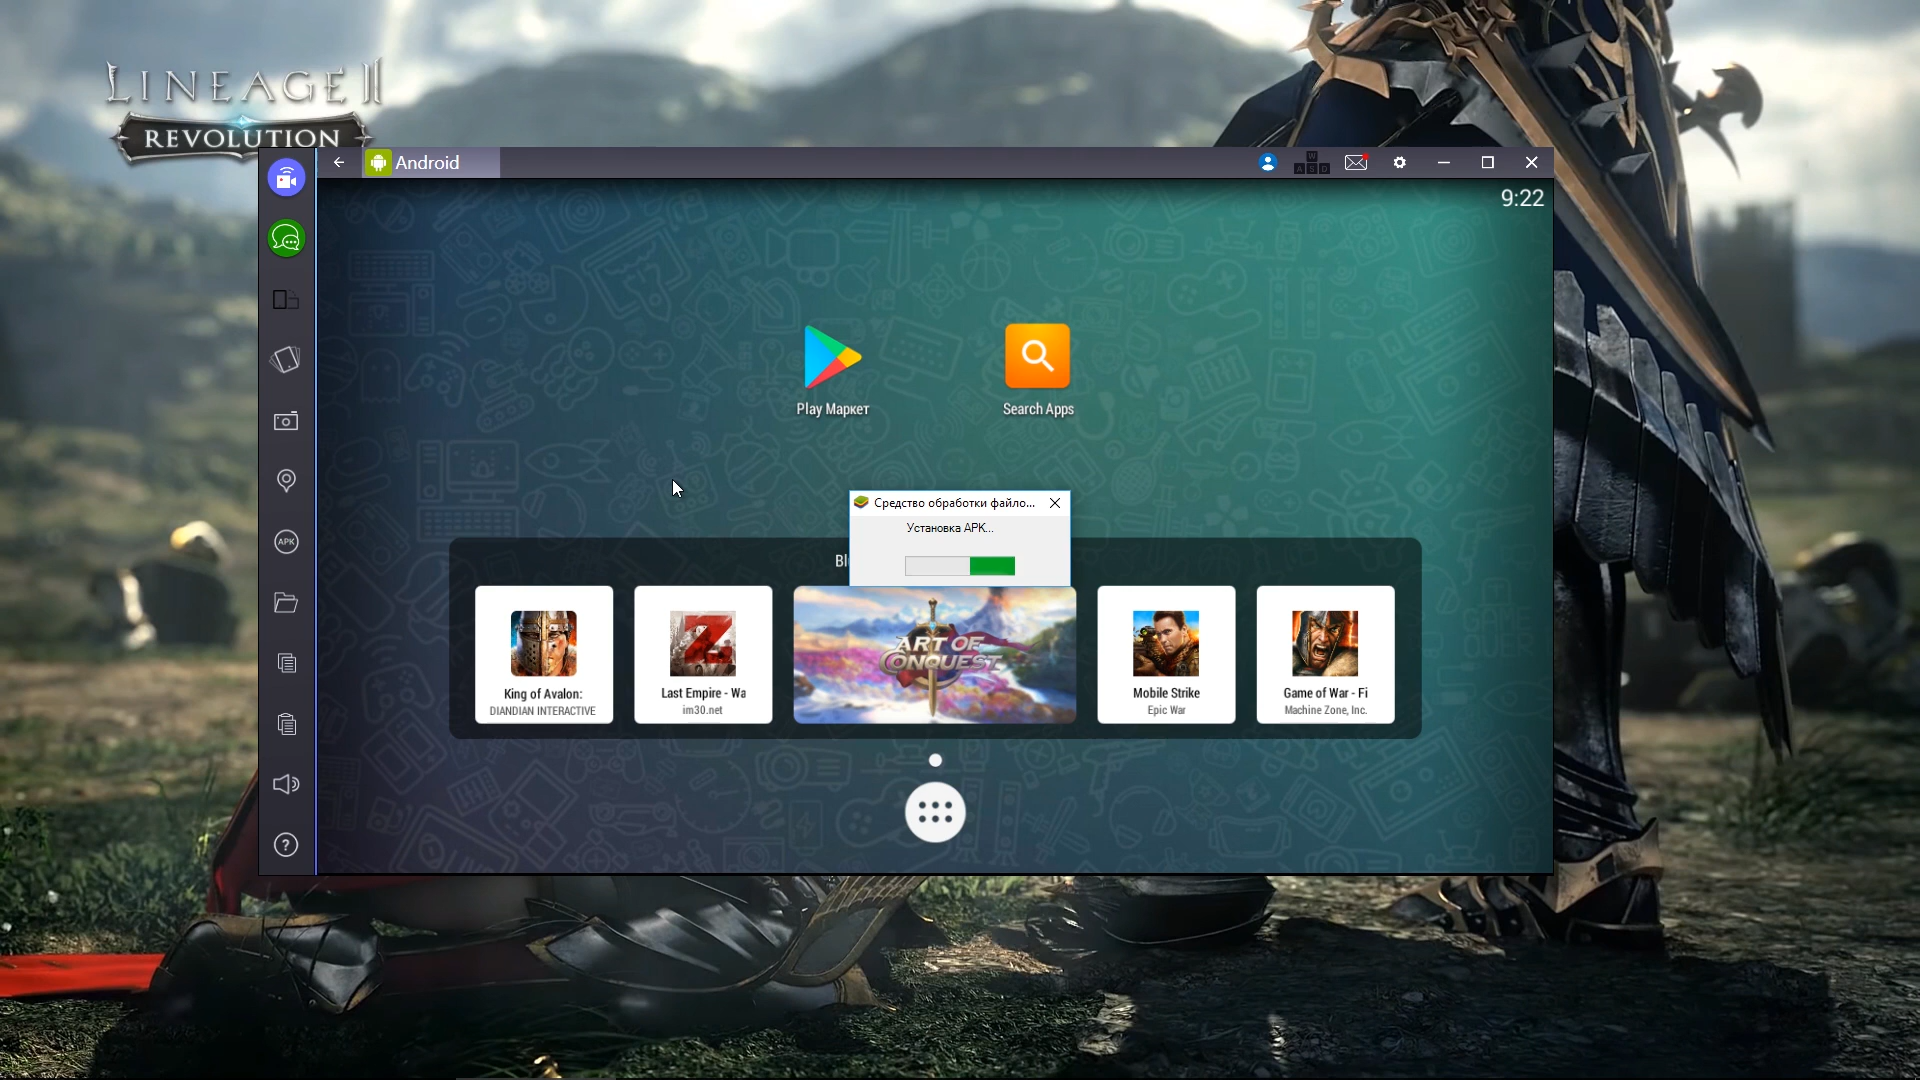 LINEAGE II
REVOLUTION
Android
W
A S D
9:22
Play Маркет
Search Apps
Средство обработки файло...
Установка APK...
APK
Bl
King of Avalon:
DIANDIAN INTERACTIVE
Last Empire - Wa
im30.net
ART OF
CONQUEST
Mobile Strike
Epic War
Game of War - Fi
Machine Zone, Inc.